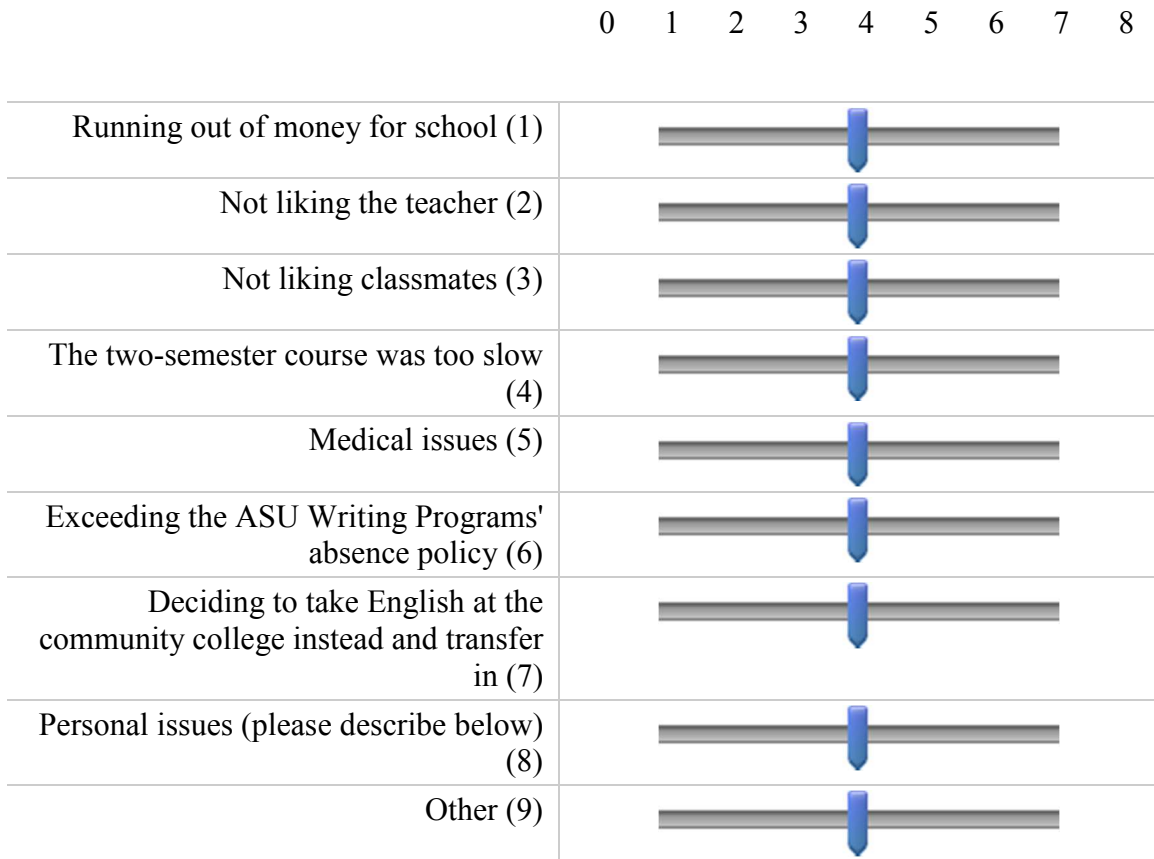 0 1 2 3 4 5 6 7 8
Running out of money for school (1)
Not liking the teacher (2)
Not liking classmates (3)
The two-semester course was too slow
(4)
Medical issues (5)
Exceeding the ASU Writing Programs'
absence policy (6)
Deciding to take English at the
community college instead and transfer
in (7)
Personal issues (please describe below)
(8)
Other (9)